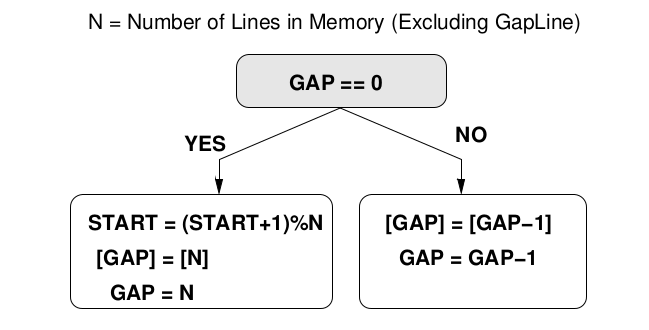 N = Number of Lines in Memory (Excluding GapLine)
GAP == 0
YES
NO
START = (START+1)%N
[GAP] = [N]
GAP = N
[GAP] = [GAP−1]
GAP = GAP−1